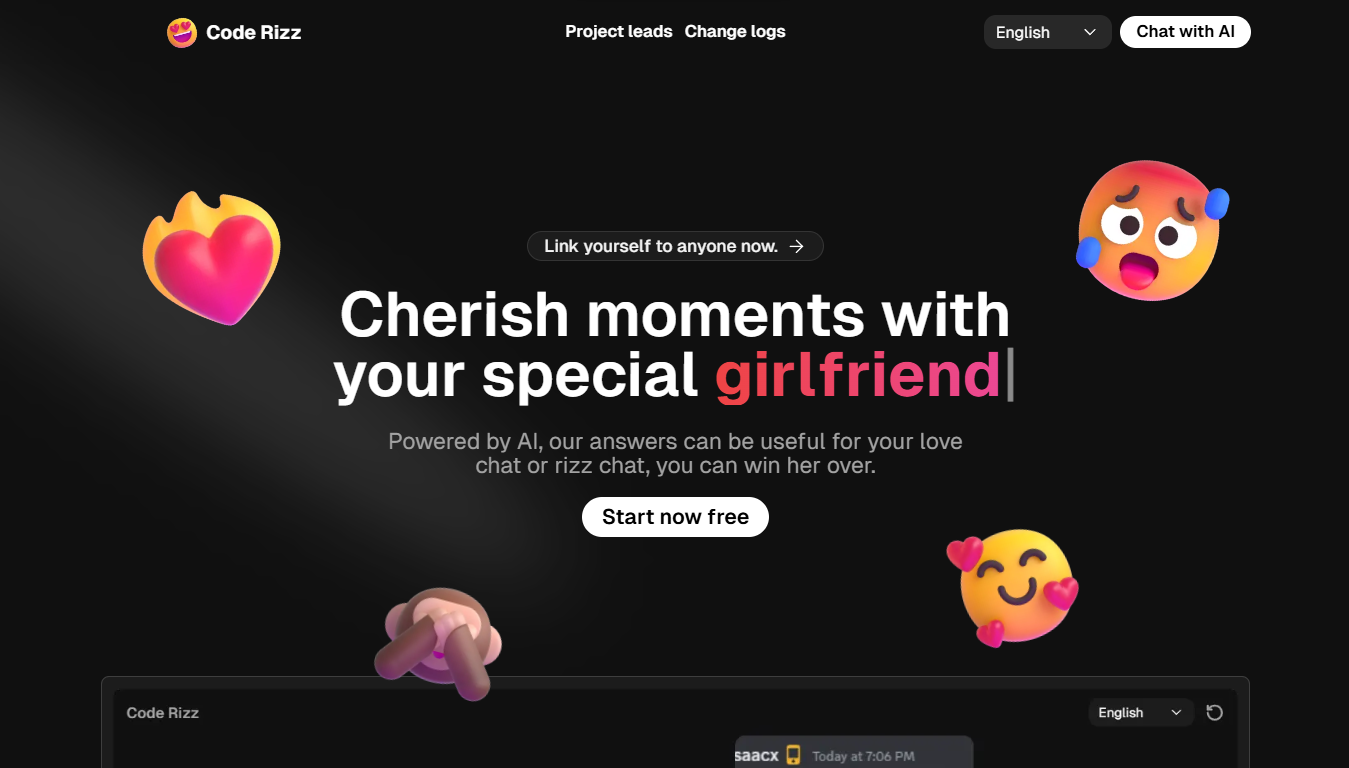 Code Rizz
Project leads
Change logs
English
Chat with AI
Link yourself to anyone now.
Cherish moments with
your special girlfriend
Powered by AI, our answers can be useful for your love
chat or rizz chat, you can win her over.
Start now free
Code Rizz
English
saacx Today at 7:06 PM